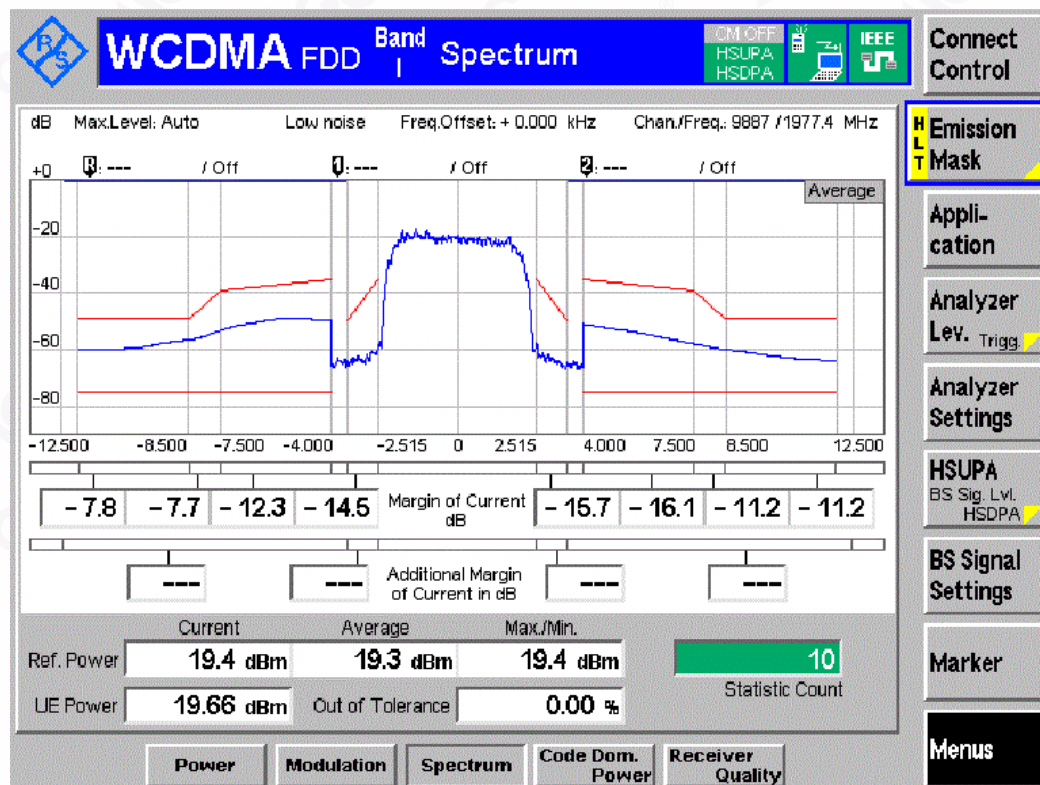 R&S
WCDMA FDD Band I Spectrum
CM OFF
HSUPA
HSDPA
IEEE
Connect Control
dB Max.Level: Auto Low noise Freq.Offset: + 0.000 kHz Chan./Freq.: 9887 / 1977.4 MHz
R: --- / Off 1: --- / Off 2: --- / Off
Average
+0
-20
-40
-60
-80
-12.500 -8.500 -7.500 -4.000 -2.515 0 2.515 4.000 7.500 8.500 12.500
- 7.8 - 7.7 - 12.3 - 14.5 Margin of Current dB - 15.7 - 16.1 - 11.2 - 11.2
--- --- Additional Margin of Current in dB --- ---
Current Average Max./Min.
Ref. Power 19.4 dBm 19.3 dBm 19.4 dBm 10
Statistic Count
UE Power 19.66 dBm Out of Tolerance 0.00 %
Power Modulation Spectrum Code Dom. Power Receiver Quality
HLT
Emission Mask
Appli-
cation
Analyzer
Lev. Trigg.
Analyzer
Settings
HSUPA
BS Sig. Lvl.
HSDPA
BS Signal
Settings
Marker
Menus